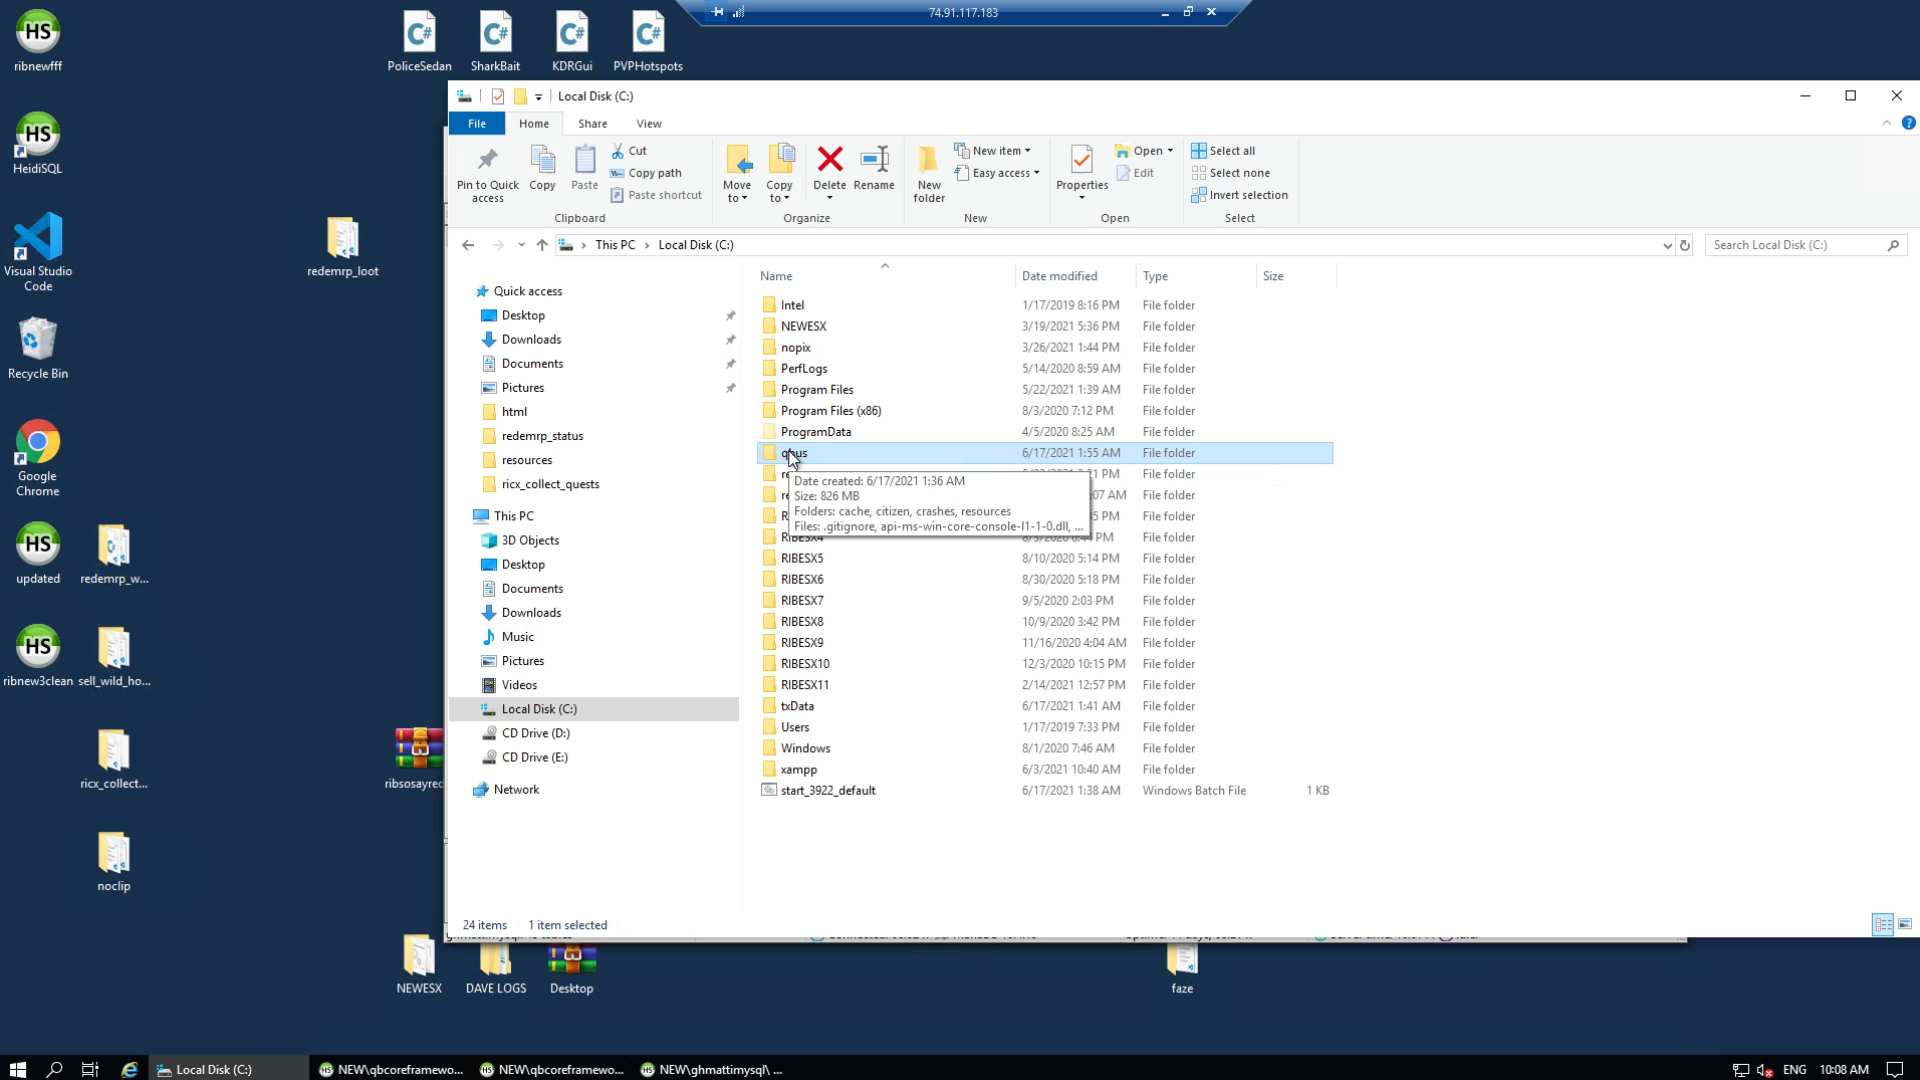 74.91.117.183
ribnewfff
PoliceSedan
SharkBait
KDRGui
PVPHotspots
HeidiSQL
Visual Studio
Code
redemrp_loot
Recycle Bin
Google
Chrome
updated
redemrp_w...
ribnew3clean
sell_wild_ho...
ricx_collect...
ribsosayred
noclip
NEWESX
DAVE LOGS
Desktop
faze
Local Disk (C:)
File
Home
Share
View
Pin to Quick
access
Copy
Paste
Cut
Copy path
Paste shortcut
Clipboard
Move
to
Copy
to
Delete
Rename
Organize
New
folder
New item
Easy access
New
Properties
Open
Edit
Open
Select all
Select none
Invert selection
Select
This PC
Local Disk (C:)
Search Local Disk (C:)
Quick access
Desktop
Downloads
Documents
Pictures
html
redemrp_status
resources
ricx_collect_quests
This PC
3D Objects
Desktop
Documents
Downloads
Music
Pictures
Videos
Local Disk (C:)
CD Drive (D:)
CD Drive (E:)
Network
Name Date modified Type Size
Intel 1/17/2019 8:16 PM File folder
NEWESX 3/19/2021 5:36 PM File folder
nopix 3/26/2021 1:44 PM File folder
PerfLogs 5/14/2020 8:59 AM File folder
Program Files 5/22/2021 1:39 AM File folder
Program Files (x86) 8/3/2020 7:12 PM File folder
ProgramData 4/5/2020 8:25 AM File folder
6/17/2021 1:55 AM File folder
File folder
File folder
File folder
File folder
Date created: 6/17/2021 1:36 AM
Size: 826 MB
Folders: cache, citizen, crashes, resources
Files: .gitignore, api-ms-win-core-console-l1-1-0.dll, ...
RIBESX5 8/10/2020 5:14 PM File folder
RIBESX6 8/30/2020 5:18 PM File folder
RIBESX7 9/5/2020 2:03 PM File folder
RIBESX8 10/9/2020 3:42 PM File folder
RIBESX9 11/16/2020 4:04 AM File folder
RIBESX10 12/3/2020 10:15 PM File folder
RIBESX11 2/14/2021 12:57 PM File folder
txData 6/17/2021 1:41 AM File folder
Users 1/17/2019 7:33 PM File folder
Windows 8/1/2020 7:46 AM File folder
xampp 6/3/2021 10:40 AM File folder
start_3922_default 6/17/2021 1:38 AM Windows Batch File 1 KB
24 items 1 item selected
Local Disk (C:)
NEW\qbcoreframewo...
NEW\qbcoreframewo...
NEW\ghmattimysql\ ...
ENG 10:08 AM